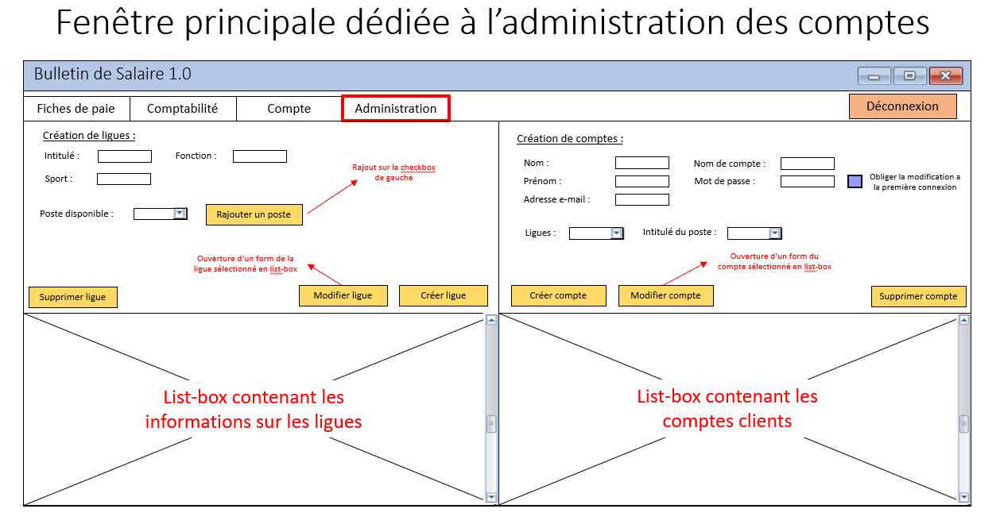 Fenêtre principale dédiée à l’administration des comptes
Bulletin de Salaire 1.0
Fiches de paie
Comptabilité
Compte
Administration
Déconnexion
Création de ligues :
Intitulé :
Fonction :
Sport :
Rajout sur la checkbox
de gauche
Poste disponible :
Rajouter un poste
Ouverture d’un form de la
ligue sélectionné en list-box
Supprimer ligue
Modifier ligue
Créer ligue
Création de comptes :
Nom :
Nom de compte :
Prénom :
Mot de passe :
Obliger la modification a
la première connexion
Adresse e-mail :
Ligues :
Intitulé du poste :
Ouverture d’un form du
compte sélectionné en list-box
Créer compte
Modifier compte
Supprimer compte
List-box contenant les
informations sur les ligues
List-box contenant les
comptes clients